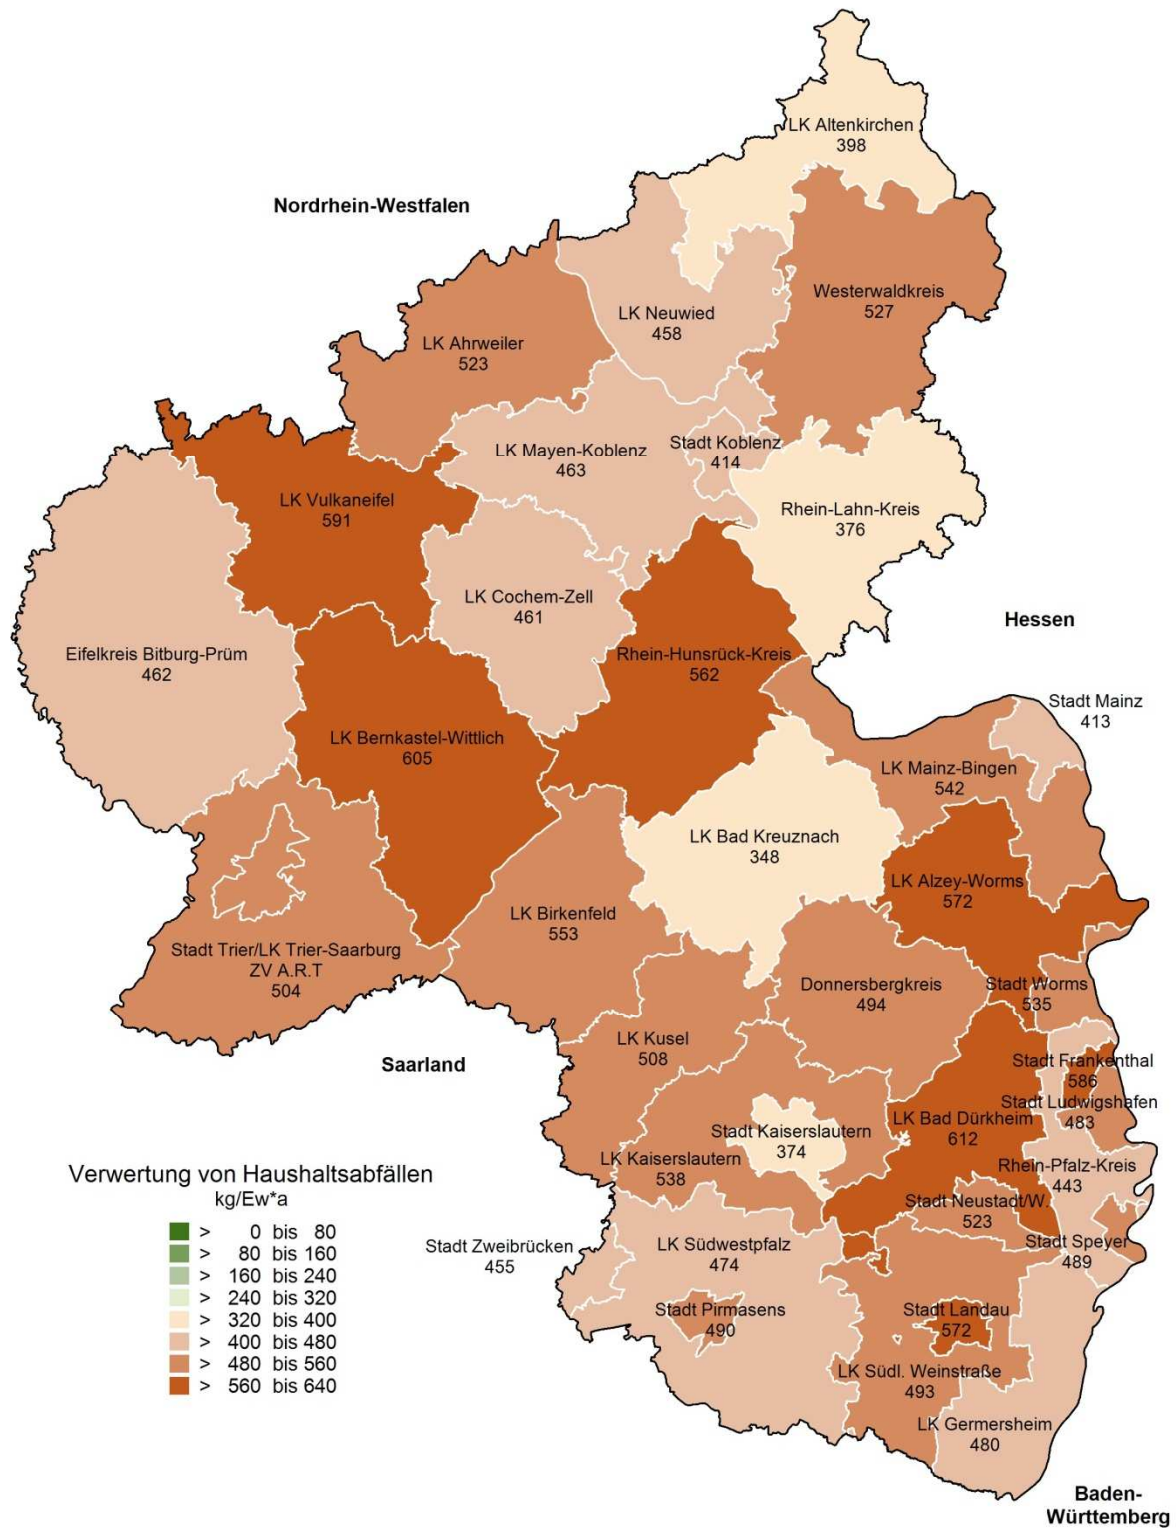 LK Altenkirchen
398
Nordrhein-Westfalen
Westerwaldkreis
527
LK Neuwied
458
LK Ahrweiler
523
Stadt Koblenz
414
LK Mayen-Koblenz
463
LK Vulkaneifel
591
Rhein-Lahn-Kreis
376
LK Cochem-Zell
461
Hessen
Eifelkreis Bitburg-Prüm
462
Rhein-Hunsrück-Kreis
562
Stadt Mainz
413
LK Bernkastel-Wittlich
605
LK Mainz-Bingen
542
LK Bad Kreuznach
348
LK Alzey-Worms
572
LK Birkenfeld
553
Stadt Trier/LK Trier-Saarburg
ZV A.R.T
504
Donnersbergkreis
494
Stadt Worms
535
LK Kusel
508
Saarland
Stadt Frankenthal
586
Stadt Ludwigshafen
483
LK Bad Dürkheim
612
Stadt Kaiserslautern
374
LK Kaiserslautern
538
Rhein-Pfalz-Kreis
443
Stadt Neustadt/W.
523
Stadt Speyer
489
Stadt Zweibrücken
455
LK Südwestpfalz
474
Stadt Pirmasens
490
Stadt Landau
572
LK Südl. Weinstraße
493
LK Germersheim
480
Baden-
Württemberg
Verwertung von Haushaltsabfällen
kg/Ew*a
> 0 bis 80
> 80 bis 160
> 160 bis 240
> 240 bis 320
> 320 bis 400
> 400 bis 480
> 480 bis 560
> 560 bis 640